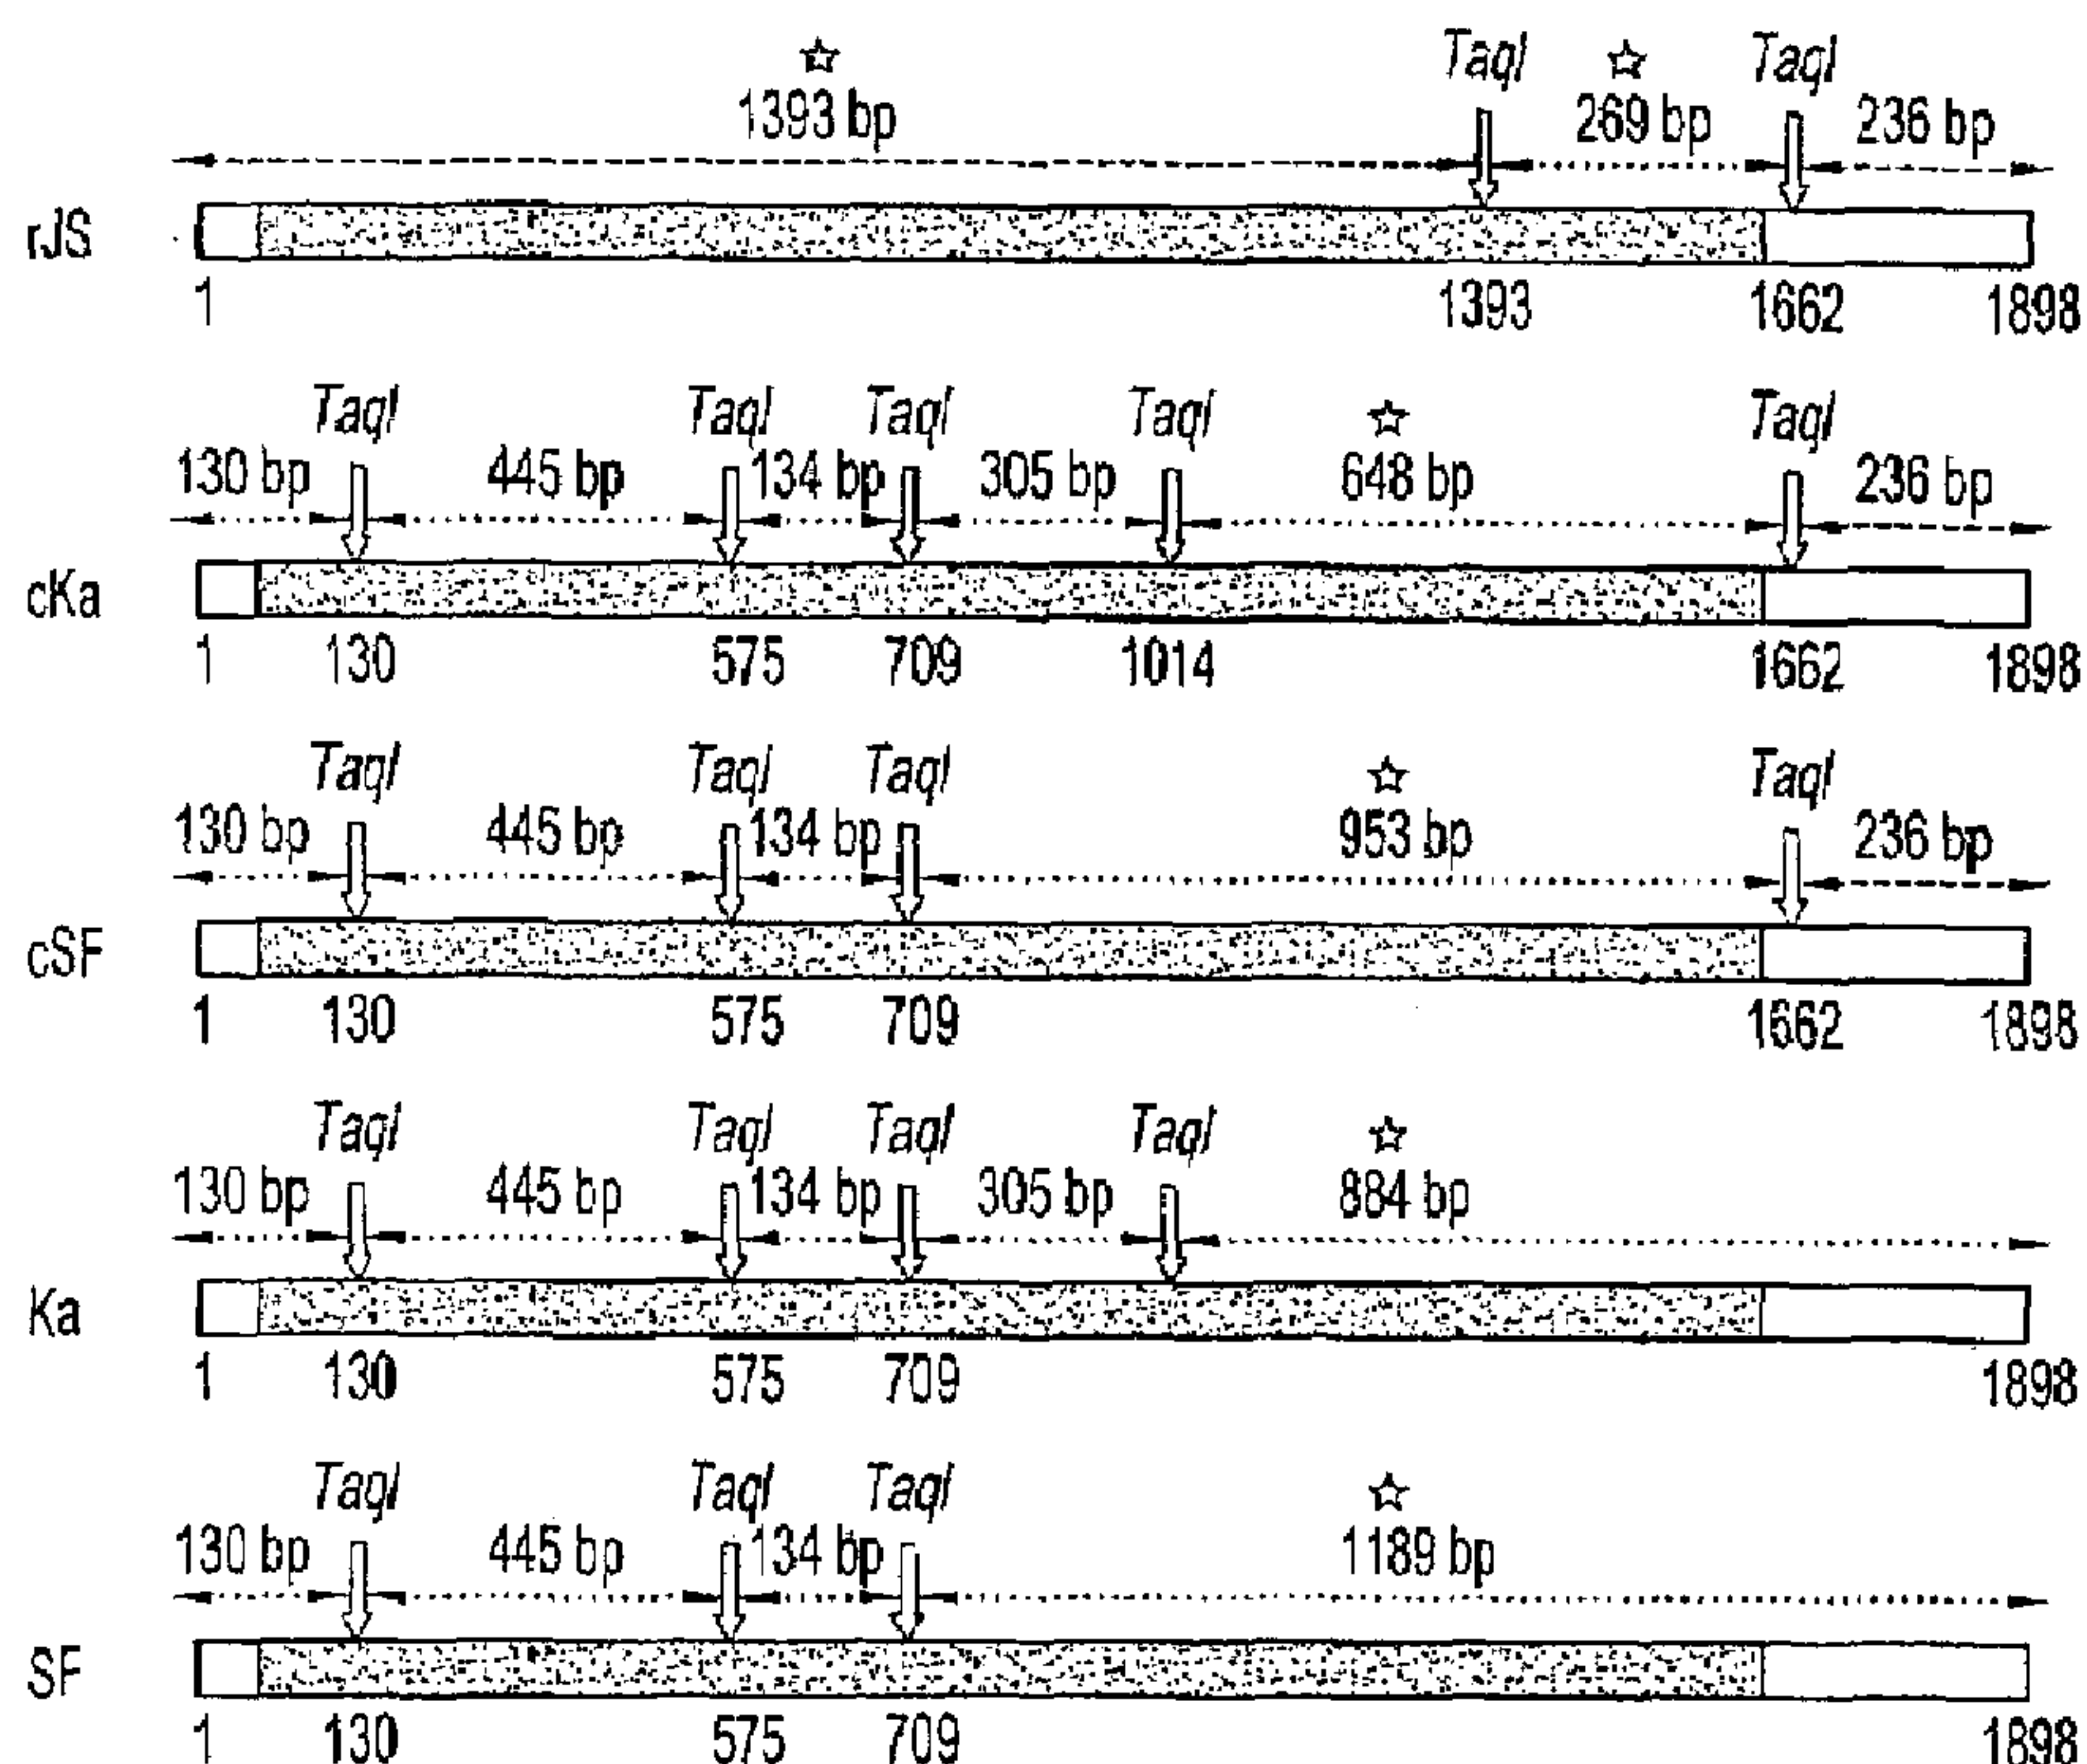 ☆ TaqI ☆ TaqI
1393 bp 269 bp 236 bp
rJS
1 1393 1662 1898
TaqI TaqI TaqI TaqI ☆ TaqI
130 bp 445 bp 134 bp 305 bp 648 bp 236 bp
cKa
1 130 575 709 1014 1662 1898
TaqI TaqI TaqI ☆ TaqI
130 bp 445 bp 134 bp 953 bp 236 bp
cSF
1 130 575 709 1662 1898
TaqI TaqI TaqI TaqI ☆
130 bp 445 bp 134 bp 305 bp 884 bp
Ka
1 130 575 709 1898
TaqI TaqI TaqI ☆
130 bp 445 bp 134 bp 1189 bp
SF
1 130 575 709 1898